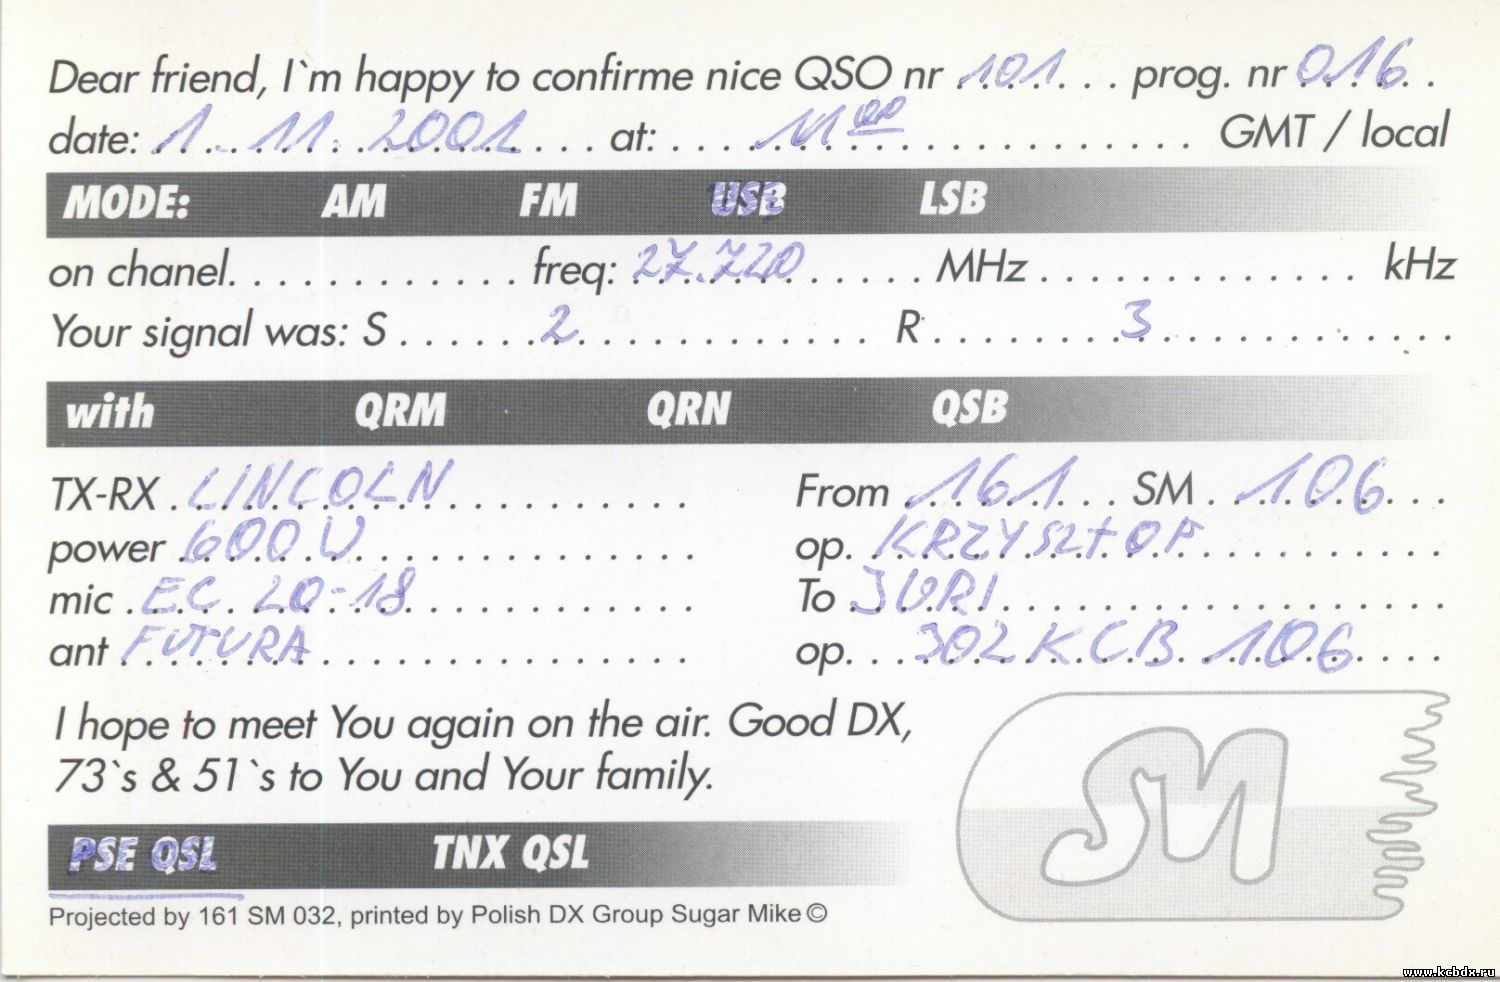 Dear friend, I`m happy to confirme nice QSO nr 101 . . . prog. nr 016 .
date: 1. 11. 2001 . . . at: . . . 11 00 . . . GMT / local
MODE: AM FM USB LSB
on chanel. . . . . . . . . . . . freq: 27.720 . . . . . MHz . . . . . . . . . . . . . kHz
Your signal was: S . . . . . . 2 . . . . . . . . . . . R . . . . . . . 3 . . . . . . . . . . . .
with QRM QRN QSB
TX-RX . LINCOLN . . . . . . . . . From . 161 . . SM . 106 . . .
power . 600 W . . . . . . . . . . . . . op. KRZYSZTOF . . . . . . . . .
mic . EC 20-18 . . . . . . . . . . . To JURI . . . . . . . . . . . . . . . . .
ant FUTURA . . . . . . . . . . . . . . op. . . 302 KCB 106 . . .
I hope to meet You again on the air. Good DX,
73`s & 51`s to You and Your family.
SM
PSE QSL TNX QSL
Projected by 161 SM 032, printed by Polish DX Group Sugar Mike ©
www.kcbdx.ru